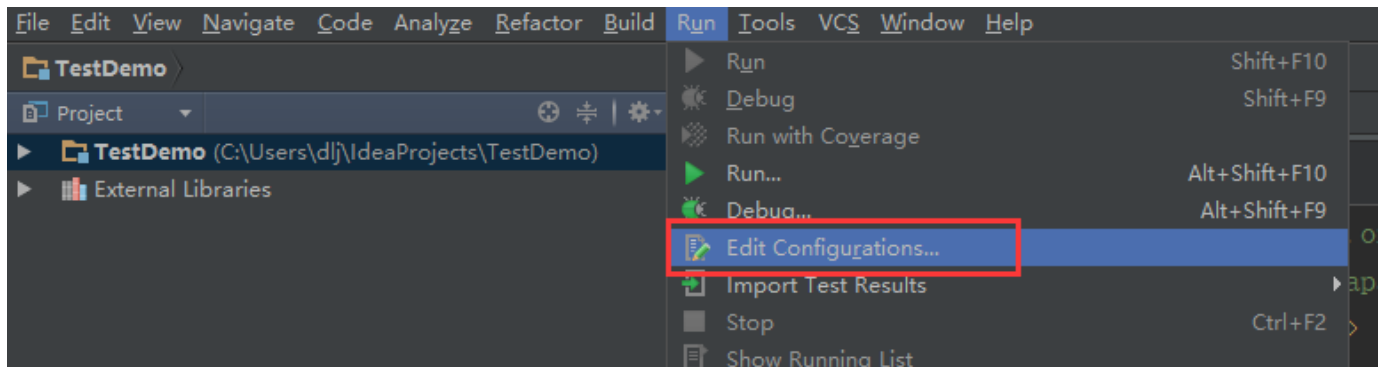 File Edit View Navigate Code Analyze Refactor Build Run Tools VCS Window Help
TestDemo
Run Shift+F10
Project
Debug Shift+F9
Run with Coverage
TestDemo (C:\Users\dlj\IdeaProjects\TestDemo)
Run... Alt+Shift+F10
External Libraries
Debug... Alt+Shift+F9
Edit Configurations...
Import Test Results
ap
Stop Ctrl+F2
Show Running List